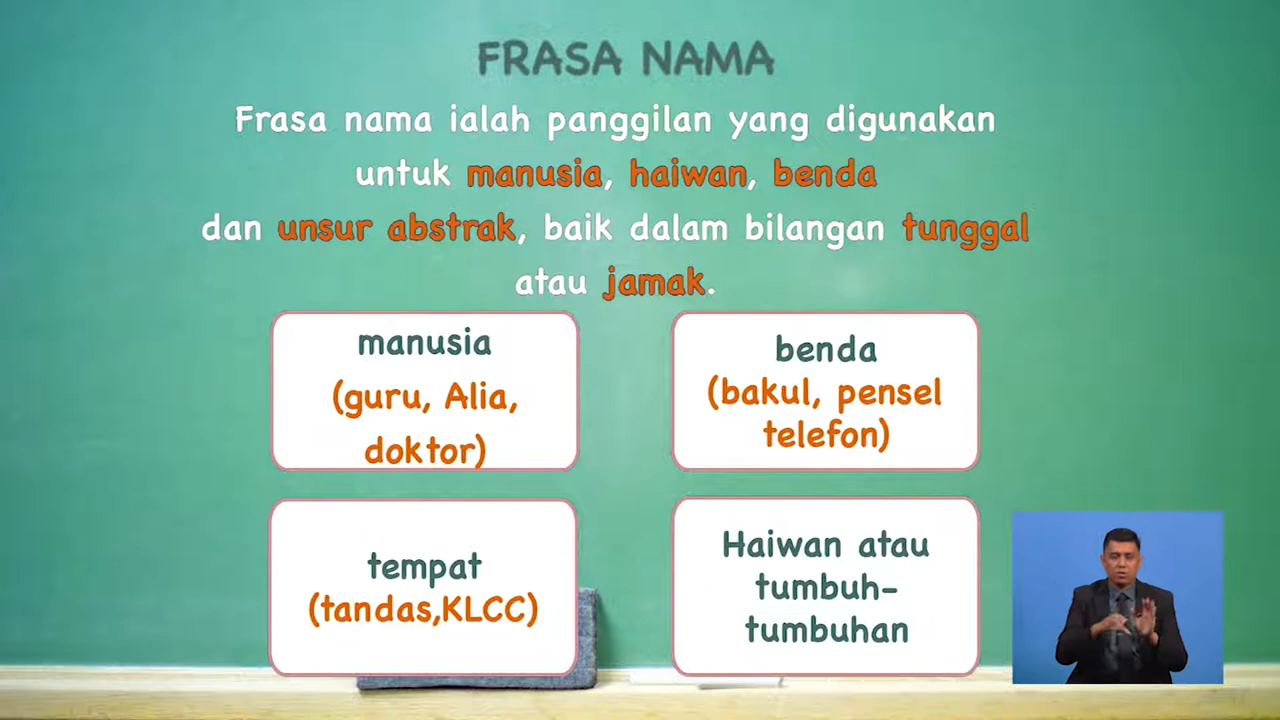 FRASA NAMA
Frasa nama ialah panggilan yang digunakan
untuk manusia, haiwan, benda
dan unsur abstrak, baik dalam bilangan tunggal
atau jamak.
manusia
(guru, Alia,
doktor)
benda
(bakul, pensel
telefon)
tempat
(tandas,KLCC)
Haiwan atau
tumbuh-
tumbuhan